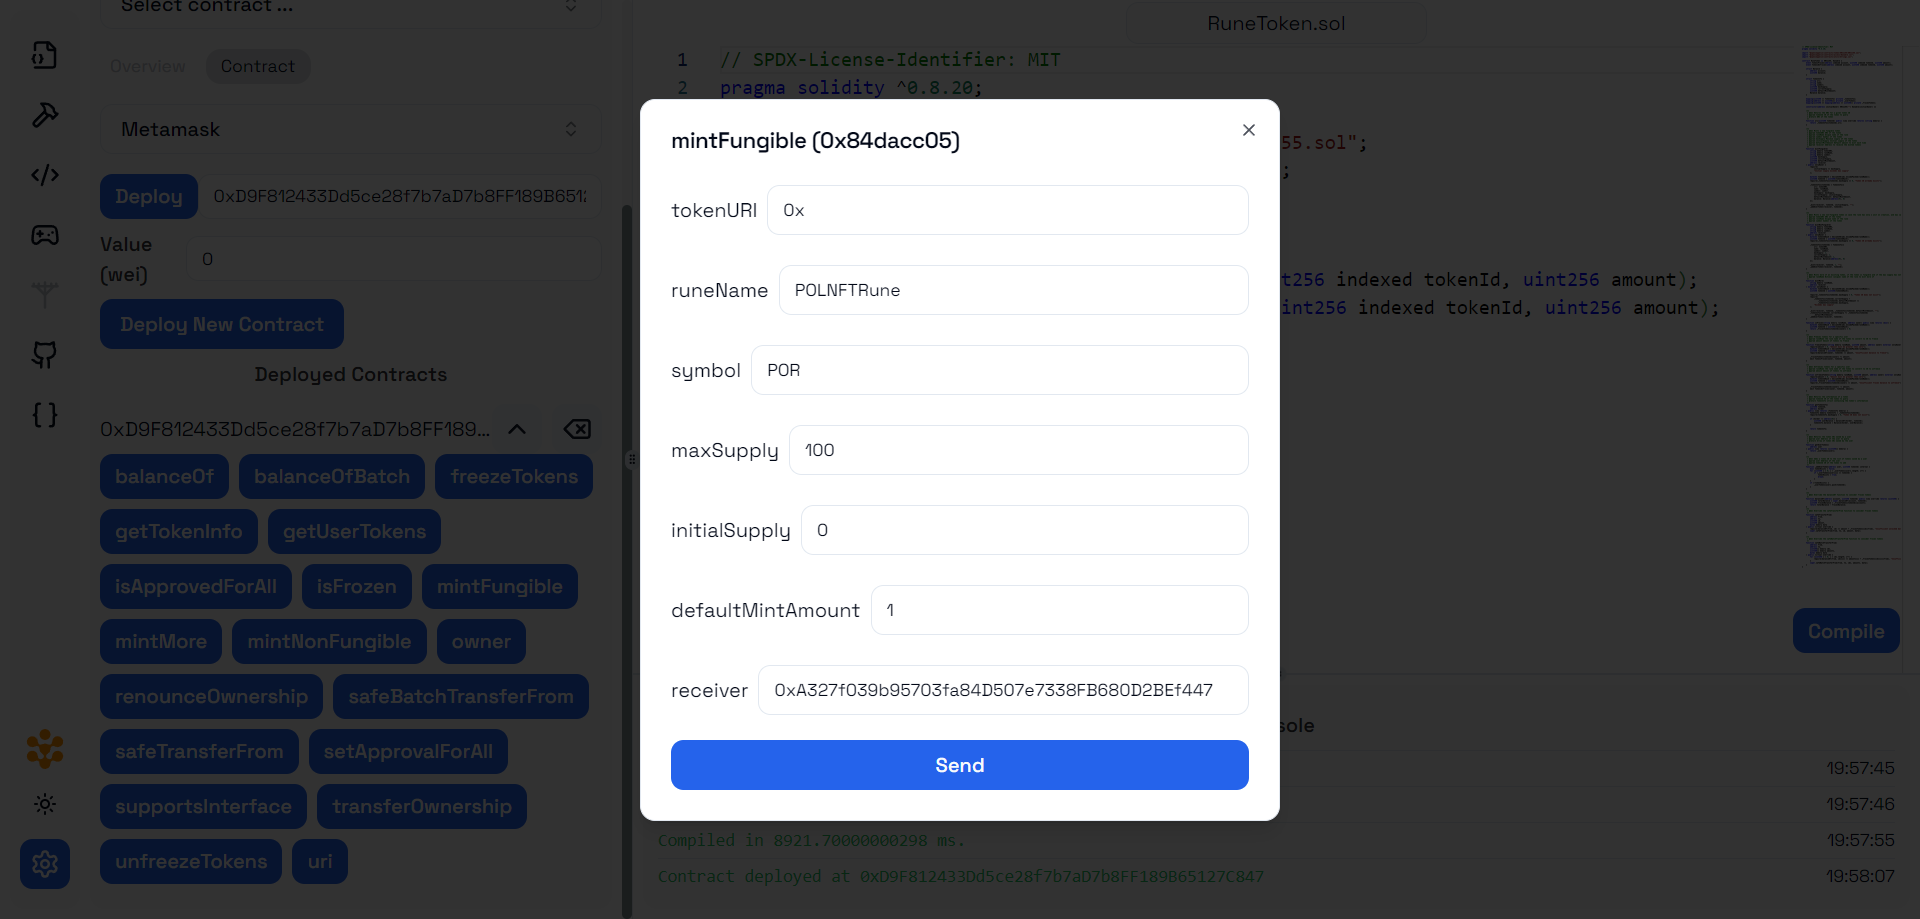 Select contract ...
Overview
Contract
Metamask
Deploy
0xD9F812433Dd5ce28f7b7aD7b8FF189B6512
Value
(wei)
0
Deploy New Contract
Deployed Contracts
0xD9F812433Dd5ce28f7b7aD7b8FF189...
balanceOf
balanceOfBatch
freezeTokens
getTokenInfo
getUserTokens
isApprovedForAll
isFrozen
mintFungible
mintMore
mintNonFungible
owner
renounceOwnership
safeBatchTransferFrom
safeTransferFrom
setApprovalForAll
supportsInterface
transferOwnership
unfreezeTokens
uri
RuneToken.sol
1 // SPDX-License-Identifier: MIT
2 pragma solidity ^0.8.20;
55.sol";
;
t256 indexed tokenId, uint256 amount);
int256 indexed tokenId, uint256 amount);
Compile
mintFungible (0x84dacc05)
tokenURI 0x
runeName POLNFTRune
symbol POR
maxSupply 100
initialSupply 0
defaultMintAmount 1
receiver 0xA327f039b95703fa84D507e7338FB680D2BEf447
Send
sole
19:57:45
19:57:46
Compiled in 8921.70000000298 ms. 19:57:55
Contract deployed at 0xD9F812433Dd5ce28f7b7aD7b8FF189B65127C847 19:58:07